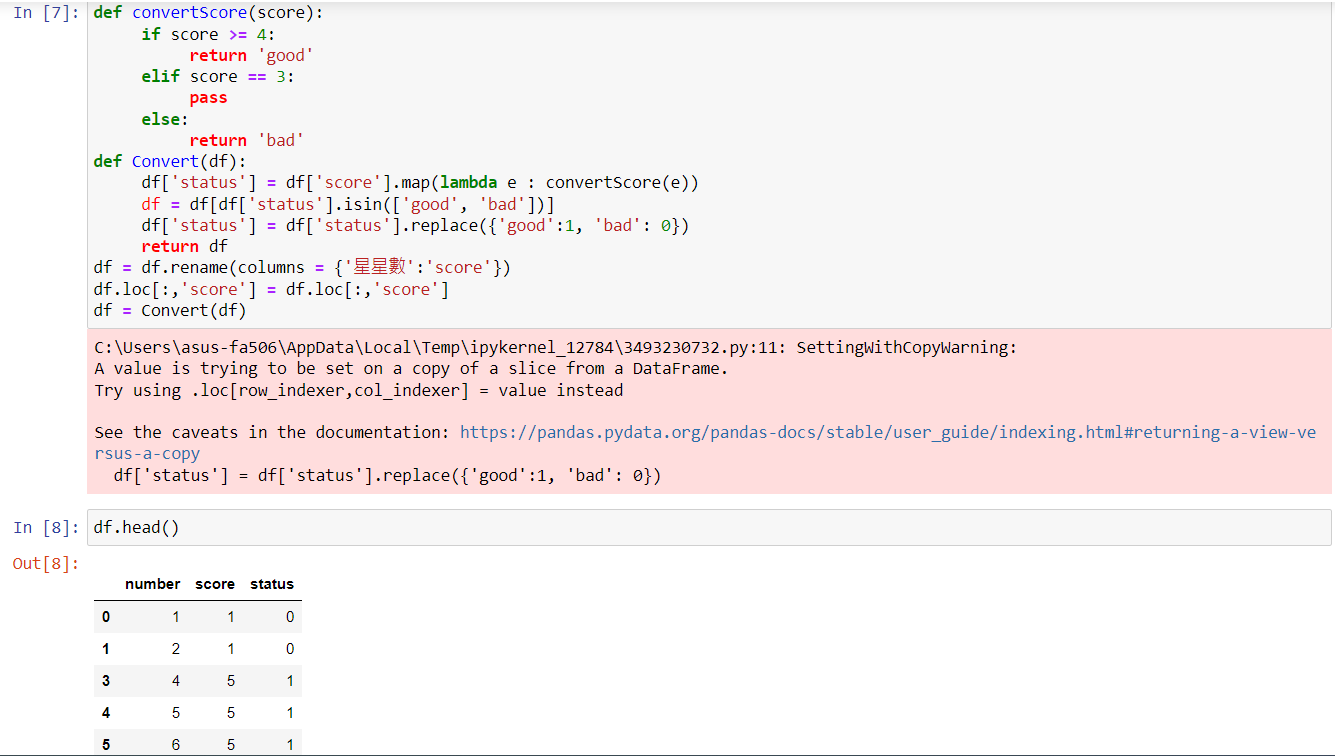 In [7]: def convertScore(score):
if score >= 4:
return 'good'
elif score == 3:
pass
else:
return 'bad'
def Convert(df):
df['status'] = df['score'].map(lambda e : convertScore(e))
df = df[df['status'].isin(['good', 'bad'])]
df['status'] = df['status'].replace({'good':1, 'bad': 0})
return df
df = df.rename(columns = {'星星數':'score'})
df.loc[:,'score'] = df.loc[:,'score']
df = Convert(df)
C:\Users\asus-fa506\AppData\Local\Temp\ipykernel_12784\3493230732.py:11: SettingWithCopyWarning:
A value is trying to be set on a copy of a slice from a DataFrame.
Try using .loc[row_indexer,col_indexer] = value instead
See the caveats in the documentation: https://pandas.pydata.org/pandas-docs/stable/user_guide/indexing.html#returning-a-view-ve
rsus-a-copy
df['status'] = df['status'].replace({'good':1, 'bad': 0})
In [8]: df.head()
Out[8]:
number score status
0 1 1 0
1 2 1 0
3 4 5 1
4 5 5 1
5 6 5 1